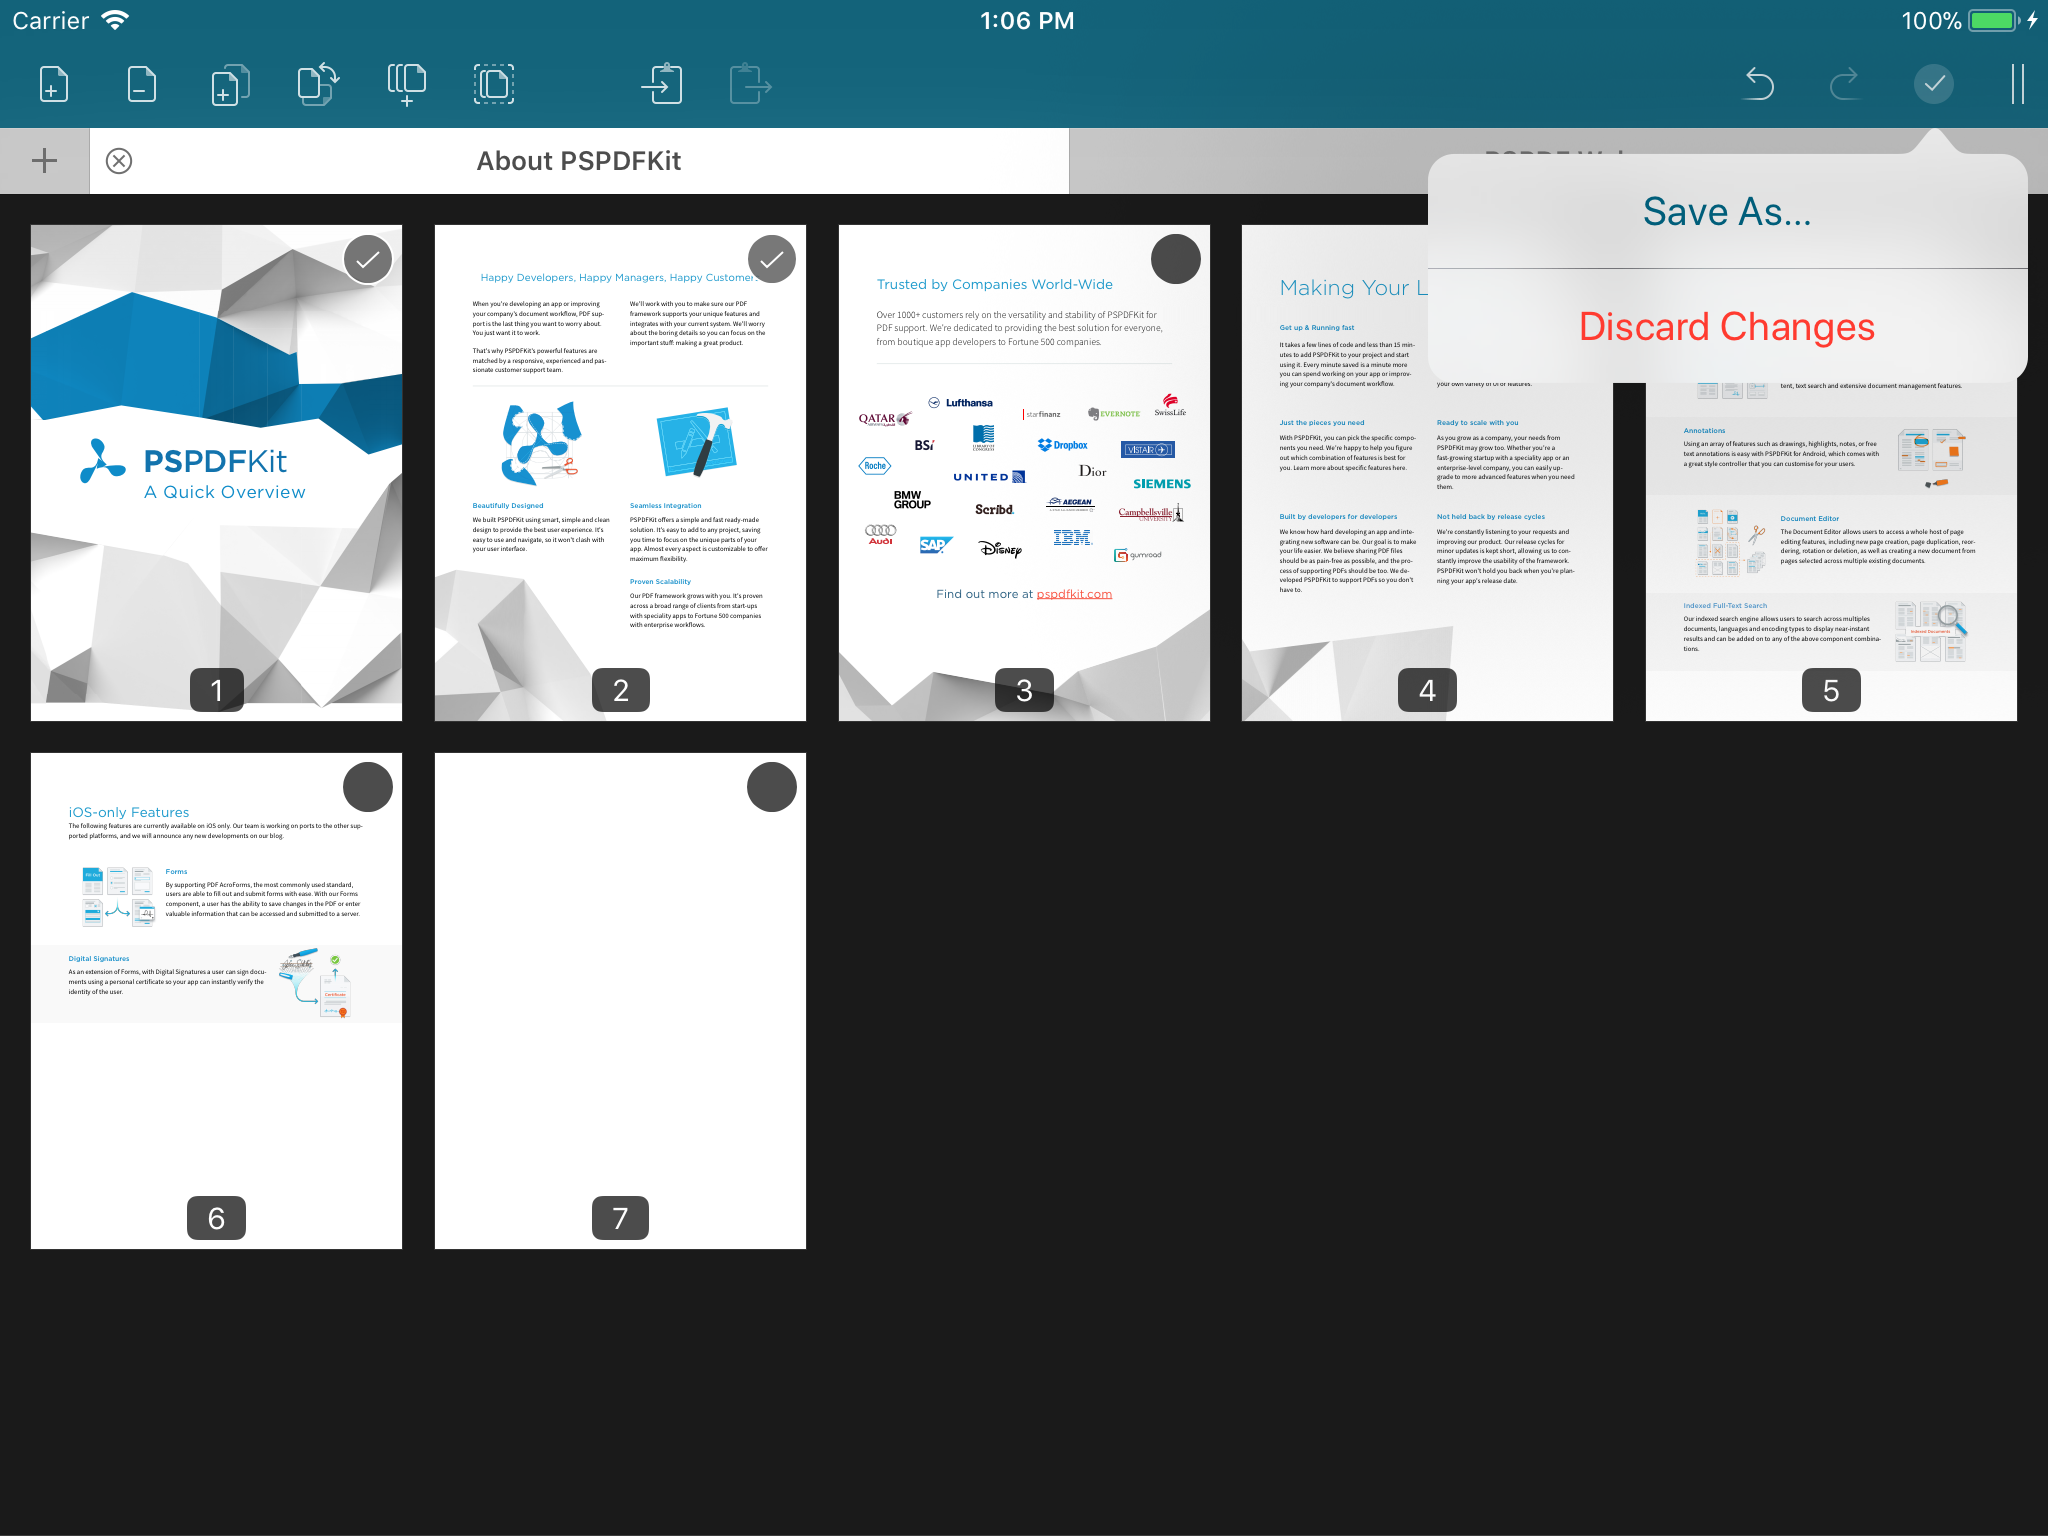 Carrier
1:06 PM
100%
About PSPDFKit
Save As...
Discard Changes
PSPDFKit
A Quick Overview
1
Happy Developers, Happy Managers, Happy Customer
When you're developing an app or improving
your company's document workflow, PDF sup-
port is the last thing you want to worry about.
You just want it to work.
That's why PSPDFKit's powerful features are
matched by a responsive, experienced and pas-
sionate customer support team.
We'll work with you to make sure our PDF
framework supports your unique features and
integrates with your current system. We'll worry
about the boring details so you can focus on the
important stuff: making a great product.
Beautifully Designed
We built PSPDFKit using smart, simple and clean
design to provide the best user experience. It's
easy to use and navigate, so it won't clash with
your user interface.
Seamless Integration
PSPDFKit offers a simple and fast ready-made
solution. It's easy to add to any project, saving
you time to focus on the unique parts of your
app. Almost every aspect is customizable to offer
maximum flexibility.
Proven Scalability
Our PDF framework grows with you. It's proven
across a broad range of clients from start-ups
with speciality apps to Fortune 500 companies
with enterprise workflows.
2
Trusted by Companies World-Wide
Over 1000+ customers rely on the versatility and stability of PSPDFKit for
PDF support. We're dedicated to providing the best solution for everyone,
from boutique app developers to Fortune 500 companies.
QATAR
Lufthansa
starfinanz
EVERNOTE
SwissLife
BSi
LIBRARY OF
CONGRESS
Dropbox
VISTAIR
Roche
UNITED
Dior
SIEMENS
BMW
GROUP
Scribd.
AEGEAN
Campbellsville
UNIVERSITY
Audi
SAP
Disney
IBM
gumroad
Find out more at pspdfkit.com
3
Making Your L
Get up & Running fast
It takes a few lines of code and less than 15 min-
utes to add PSPDFKit to your project and start
using it. Every minute saved is a minute more
you can spend working on your app or improv-
ing your company's document workflow.
your own variety of UI or features.
Just the pieces you need
With PSPDFKit, you can pick the specific compo-
nents you need. We're happy to help you figure
out which combination of features is best for
you. Learn more about specific features here.
Ready to scale with you
As you grow as a company, your needs from
PSPDFKit may grow too. Whether you're a
fast-growing startup with a speciality app or an
enterprise-level company, you can easily up-
grade to more advanced features when you need
them.
Built by developers for developers
We know how hard developing an app and inte-
grating new software can be. Our goal is to make
your life easier. We believe sharing PDF files
should be as pain-free as possible, and the pro-
cess of supporting PDFs should be too. We de-
veloped PSPDFKit to support PDFs so you don't
have to.
Not held back by release cycles
We're constantly listening to your requests and
improving our product. Our release cycles for
minor updates is kept short, allowing us to con-
stantly improve the usability of the framework.
PSPDFKit won't hold you back when you're plan-
ning your app's release date.
4
tent, text search and extensive document management features.
Annotations
Using an array of features such as drawings, highlights, notes, or free
text annotations is easy with PSPDFKit for Android, which comes with
a great style controller that you can customise for your users.
Document Editor
The Document Editor allows users to access a whole host of page
editing features, including new page creation, page duplication, reor-
dering, rotation or deletion, as well as creating a new document from
pages selected across multiple existing documents.
Indexed Full-Text Search
Our indexed search engine allows users to search across multiples
documents, languages and encoding types to display near-instant
results and can be added on to any of the above component combina-
tions.
Indexed Documents
5
iOS-only Features
The following features are currently available on iOS only. Our team is working on ports to the other sup-
ported platforms, and we will announce any new developments on our blog.
Forms
By supporting PDF AcroForms, the most commonly used standard,
users are able to fill out and submit forms with ease. With our Forms
component, a user has the ability to save changes in the PDF or enter
valuable information that can be accessed and submitted to a server.
Digital Signatures
As an extension of Forms, with Digital Signatures a user can sign docu-
ments using a personal certificate so your app can instantly verify the
identity of the user.
Certificate
6
7